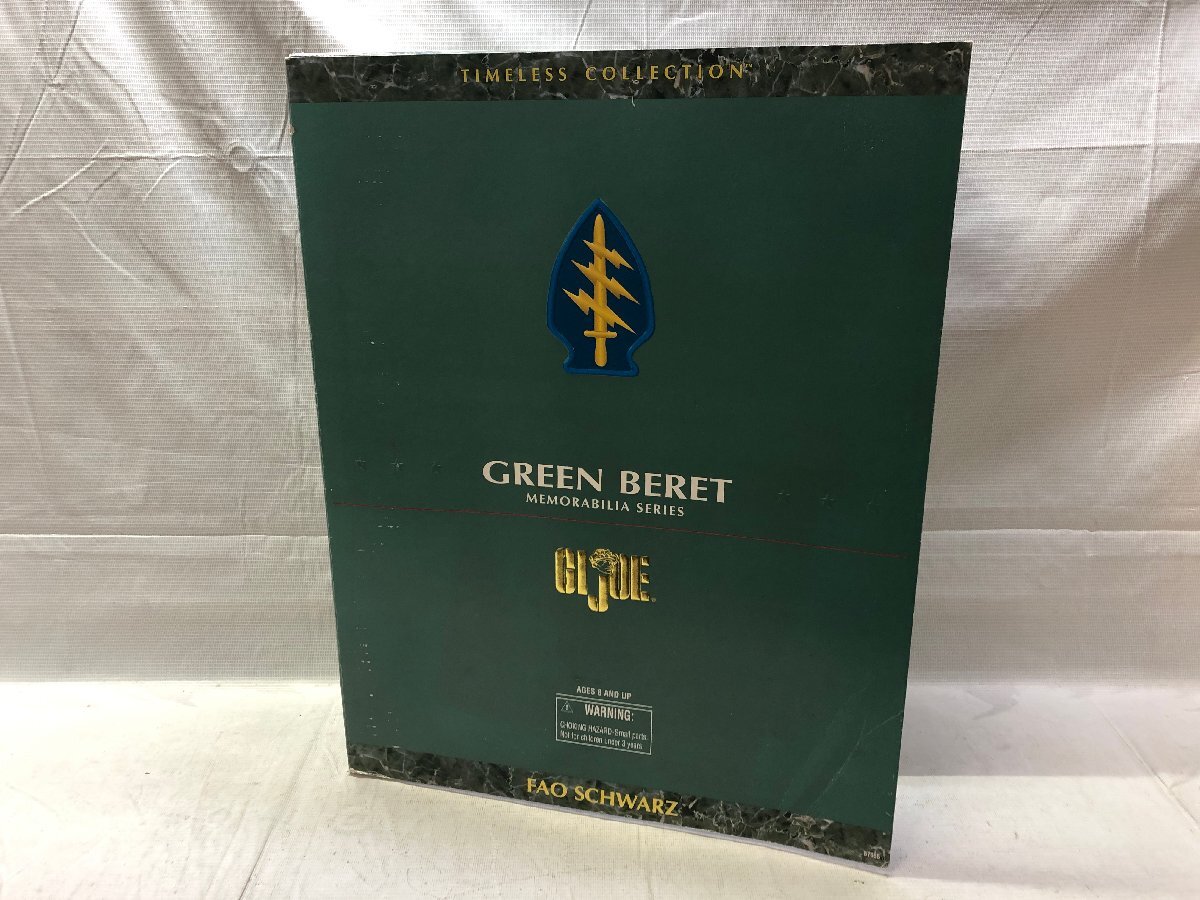 TIMELESS COLLECTION™
GREEN BERET
MEMORABILIA SERIES
GI JOE®
AGES 8 AND UP
WARNING:
CHOKING HAZARD-Small parts.
Not for children under 3 years.
FAO SCHWARZ